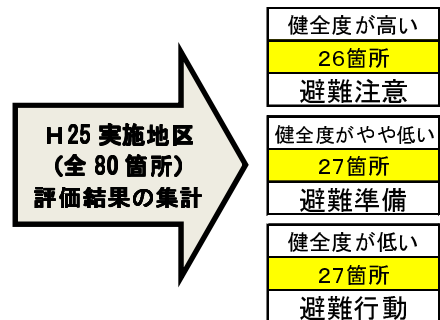 H25 実施地区
(全 80 箇所)
評価結果の集計
健全度が高い
26箇所
避難注意
健全度がやや低い
27箇所
避難準備
健全度が低い
27箇所
避難行動